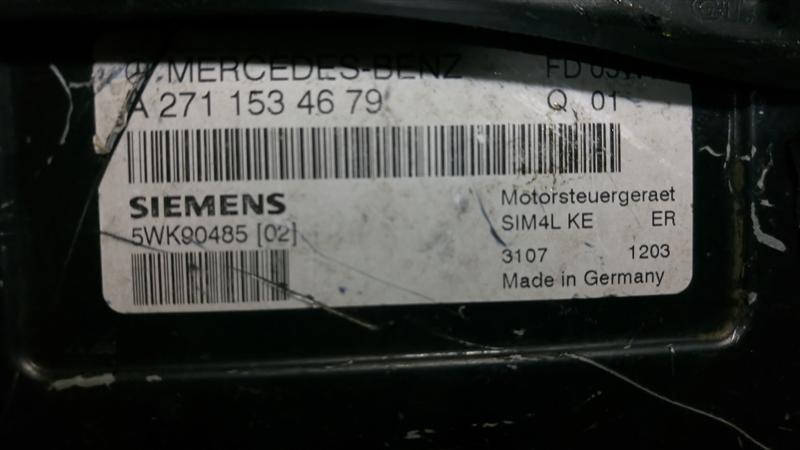 MERCEDES-BENZ FD
A 271 153 46 79 Q 01
SIEMENS
5WK90485 [02]
Motorsteuergeraet
SIM4L KE ER
3107 1203
Made in Germany